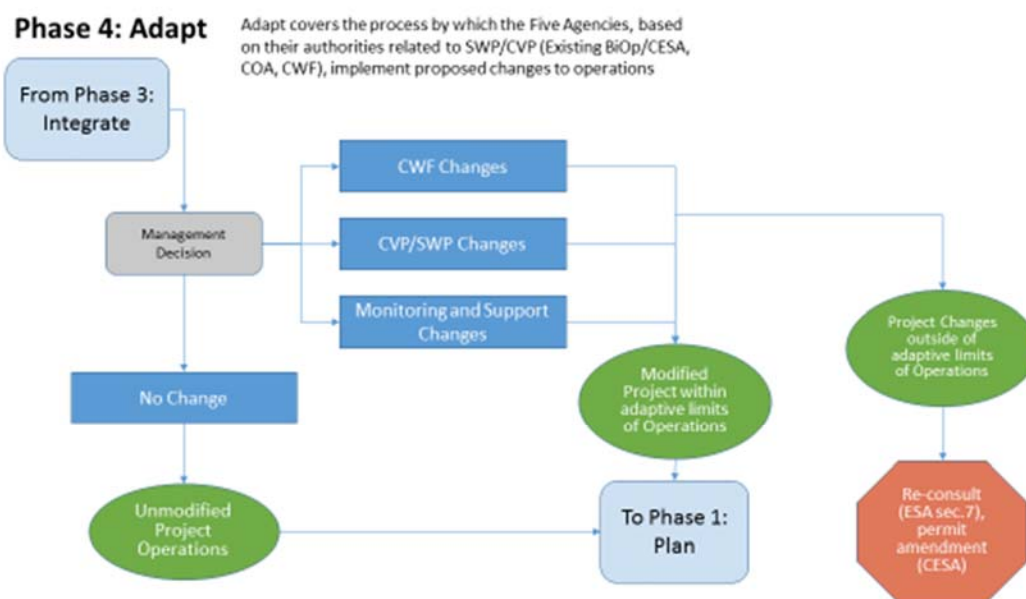 Phase 4: Adapt
Adapt covers the process by which the Five Agencies, based
on their authorities related to SWP/CVP (Existing BiOp/CESA,
COA, CWF), implement proposed changes to operations
From Phase 3:
Integrate
CWF Changes
Management
Decision
CVP/SWP Changes
Monitoring and Support
Changes
Project Changes
outside of
adaptive limits
of Operations
No Change
Modified
Project within
adaptive limits
of Operations
Unmodified
Project
Operations
To Phase 1:
Plan
Re-consult
(ESA sec.7),
permit
amendment
(CESA)